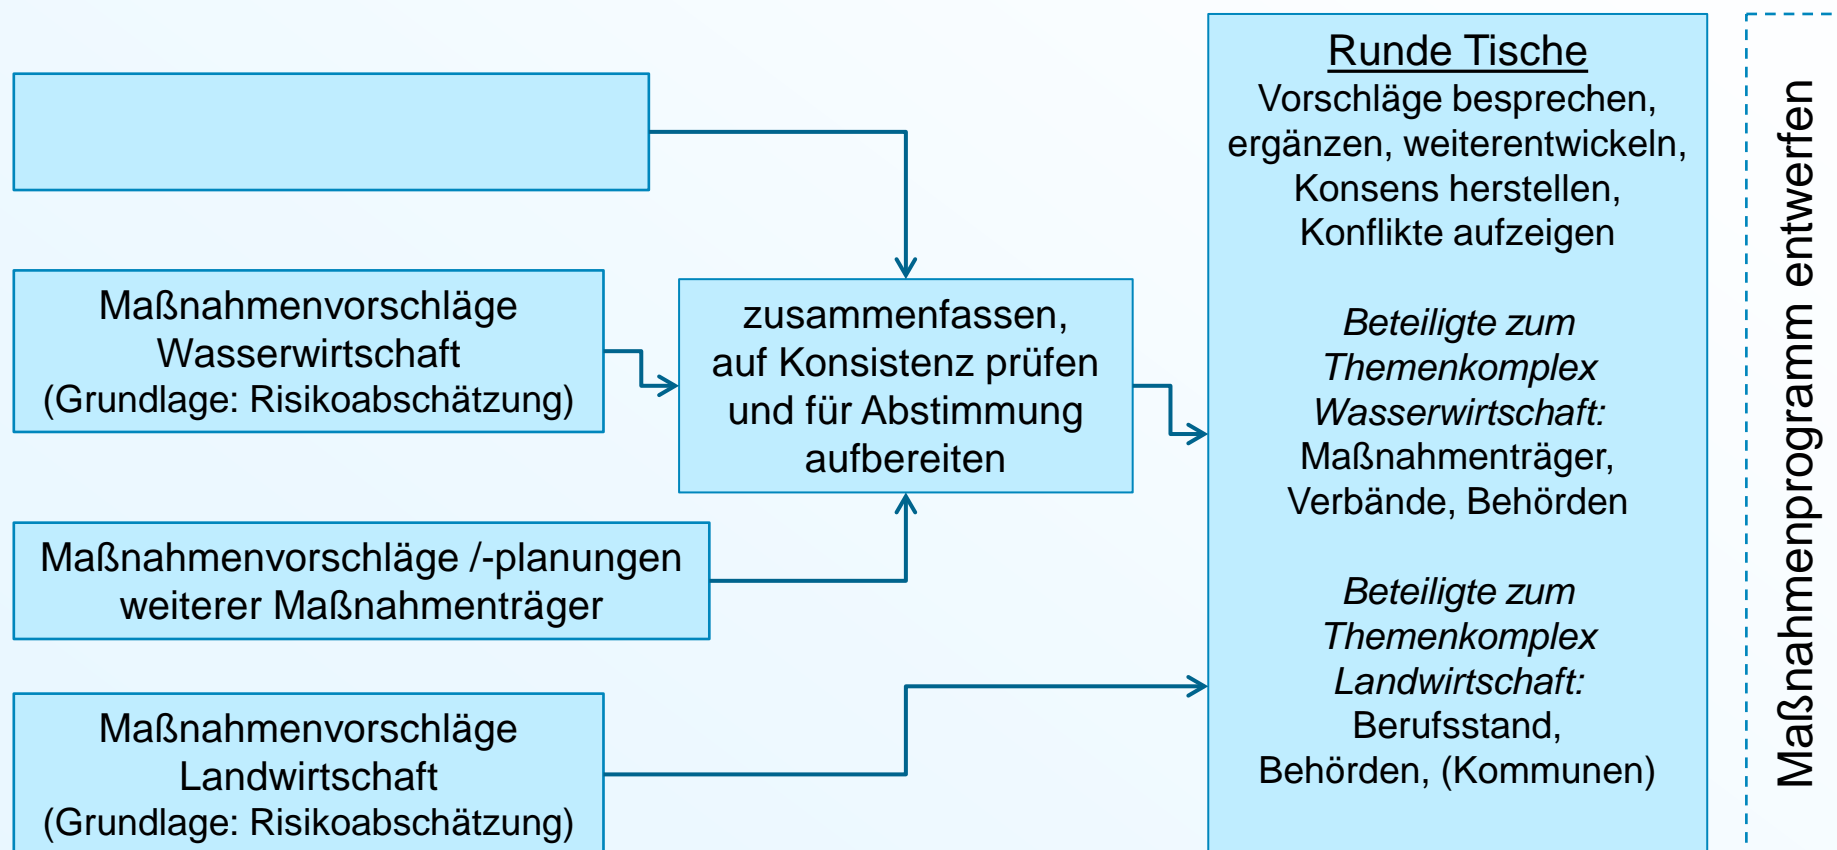 Maßnahmenvorschläge
Wasserwirtschaft
(Grundlage: Risikoabschätzung)
Maßnahmenvorschläge /-planungen
weiterer Maßnahmenträger
Maßnahmenvorschläge
Landwirtschaft
(Grundlage: Risikoabschätzung)
zusammenfassen,
auf Konsistenz prüfen
und für Abstimmung
aufbereiten
Runde Tische
Vorschläge besprechen,
ergänzen, weiterentwickeln,
Konsens herstellen,
Konflikte aufzeigen
Beteiligte zum
Themenkomplex
Wasserwirtschaft:
Maßnahmenträger,
Verbände, Behörden
Beteiligte zum
Themenkomplex
Landwirtschaft:
Berufsstand,
Behörden, (Kommunen)
Maßnahmenprogramm entwerfen